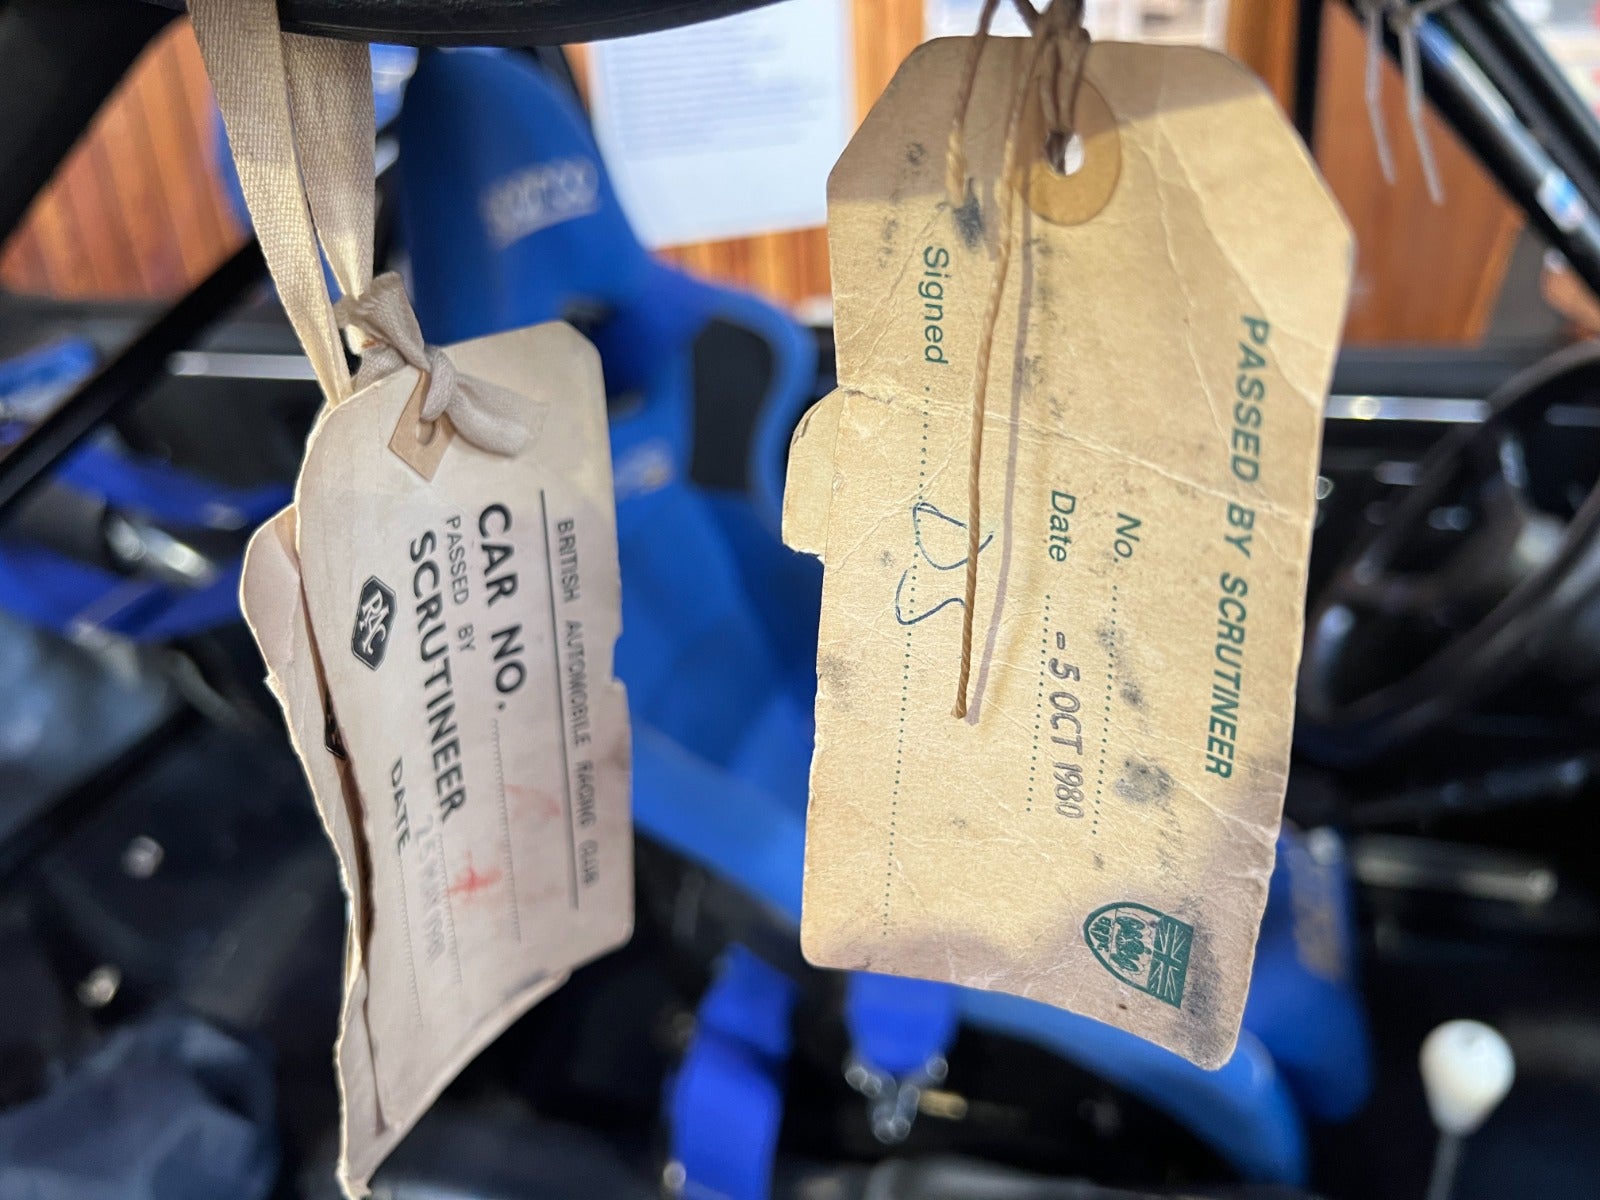 BRITISH AUTOMOBILE RACING CLUB
CAR NO.
PASSED BY
SCRUTINEER
RAC
DATE
PASSED BY SCRUTINEER
No.
Date - 5 OCT 1980
Signed
BRDC